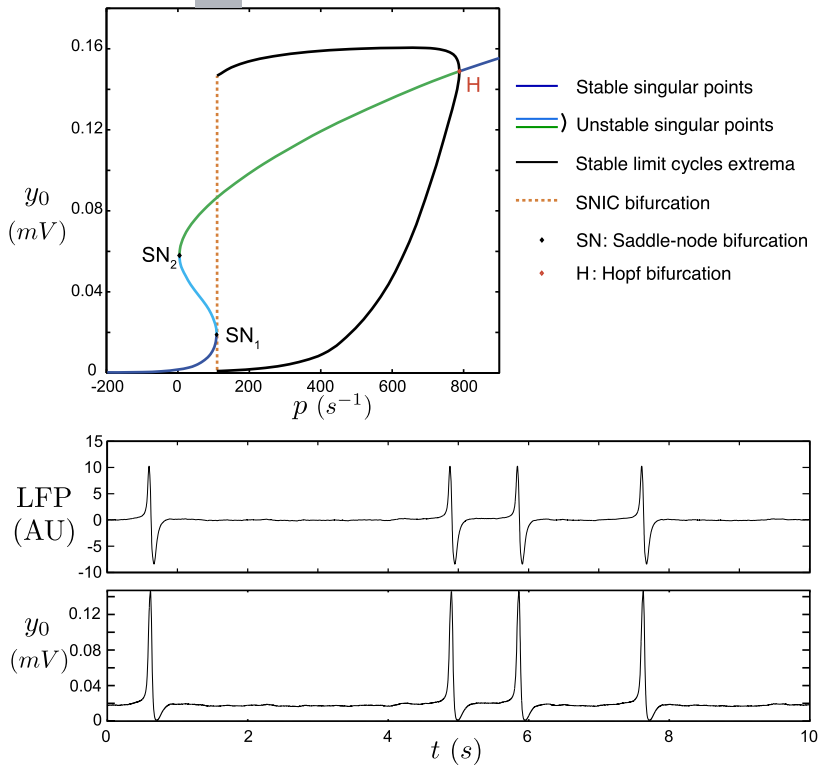 0.16
0.12
0.08
0.04
0
y0
(mV)
SN2
SN1
H
-200 0 200 400 600 800
p (s⁻¹)
Stable singular points
Unstable singular points
Stable limit cycles extrema
SNIC bifurcation
SN: Saddle-node bifurcation
H: Hopf bifurcation
15
10
5
0
-5
-10
LFP
(AU)
0.12
0.08
0.04
0
y0
(mV)
0 2 4 6 8 10
t (s)